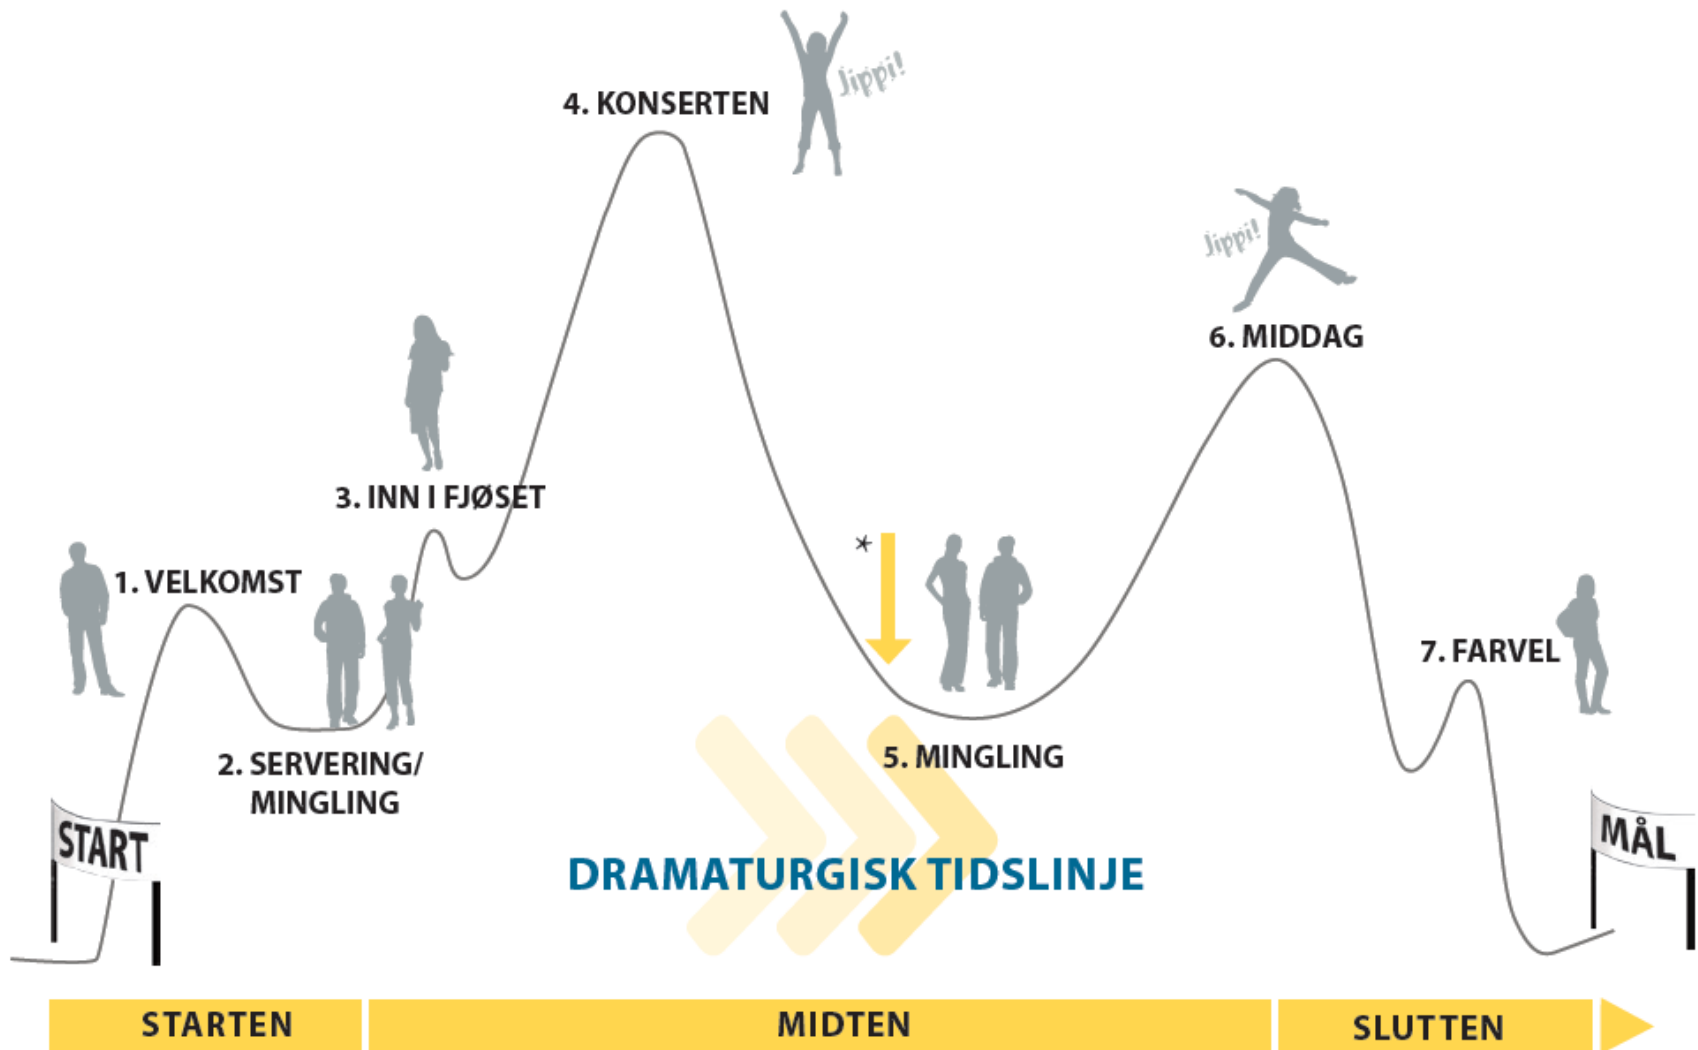 4. KONSERTEN
Jippi!
Jippi!
6. MIDDAG
3. INN I FJØSET
*
1. VELKOMST
7. FARVEL
2. SERVERING/
MINGLING
5. MINGLING
START
MÅL
DRAMATURGISK TIDSLINJE
STARTEN
MIDTEN
SLUTTEN